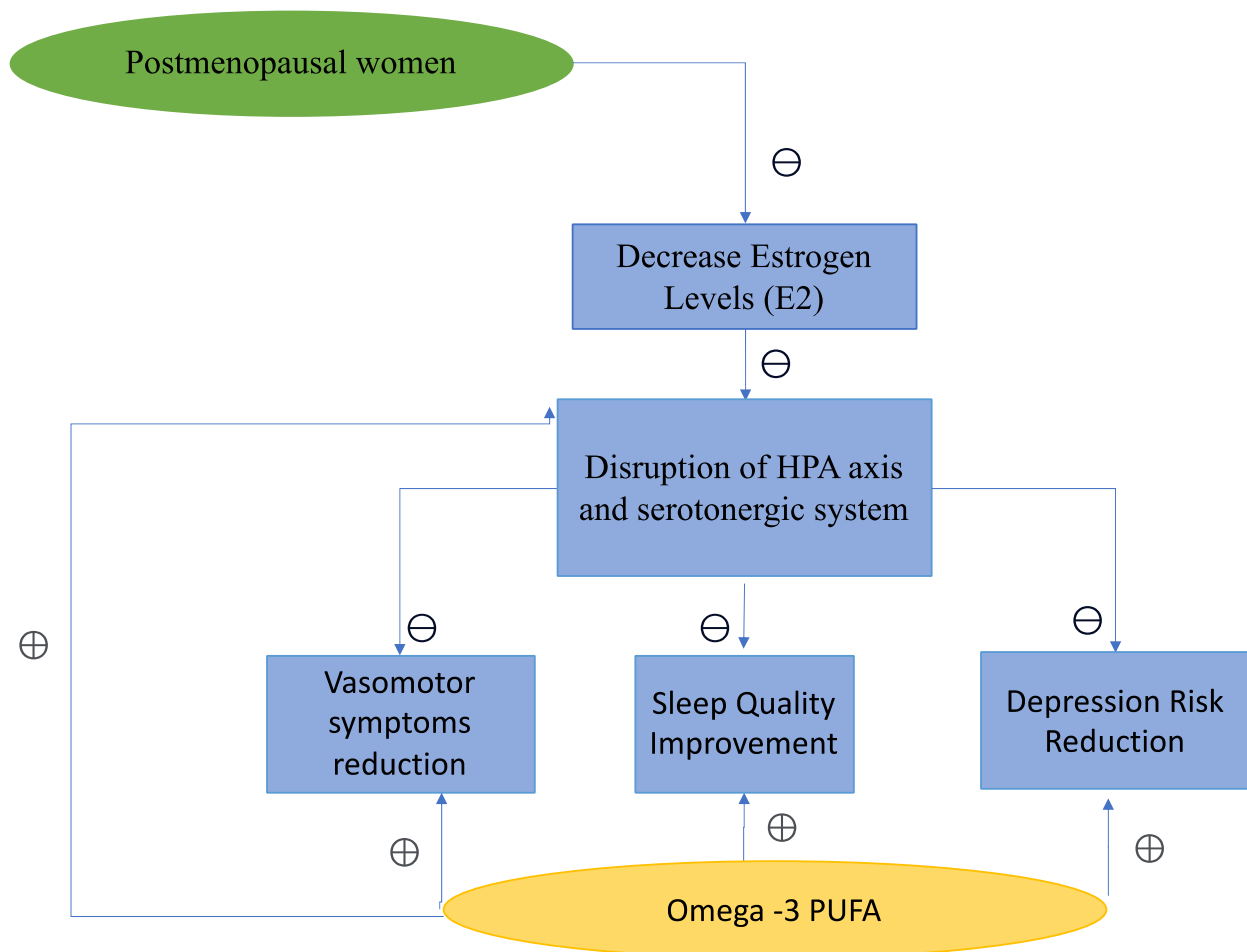 Postmenopausal women
Decrease Estrogen
Levels (E2)
Disruption of HPA axis
and serotonergic system
Vasomotor
symptoms
reduction
Sleep Quality
Improvement
Depression Risk
Reduction
Omega -3 PUFA